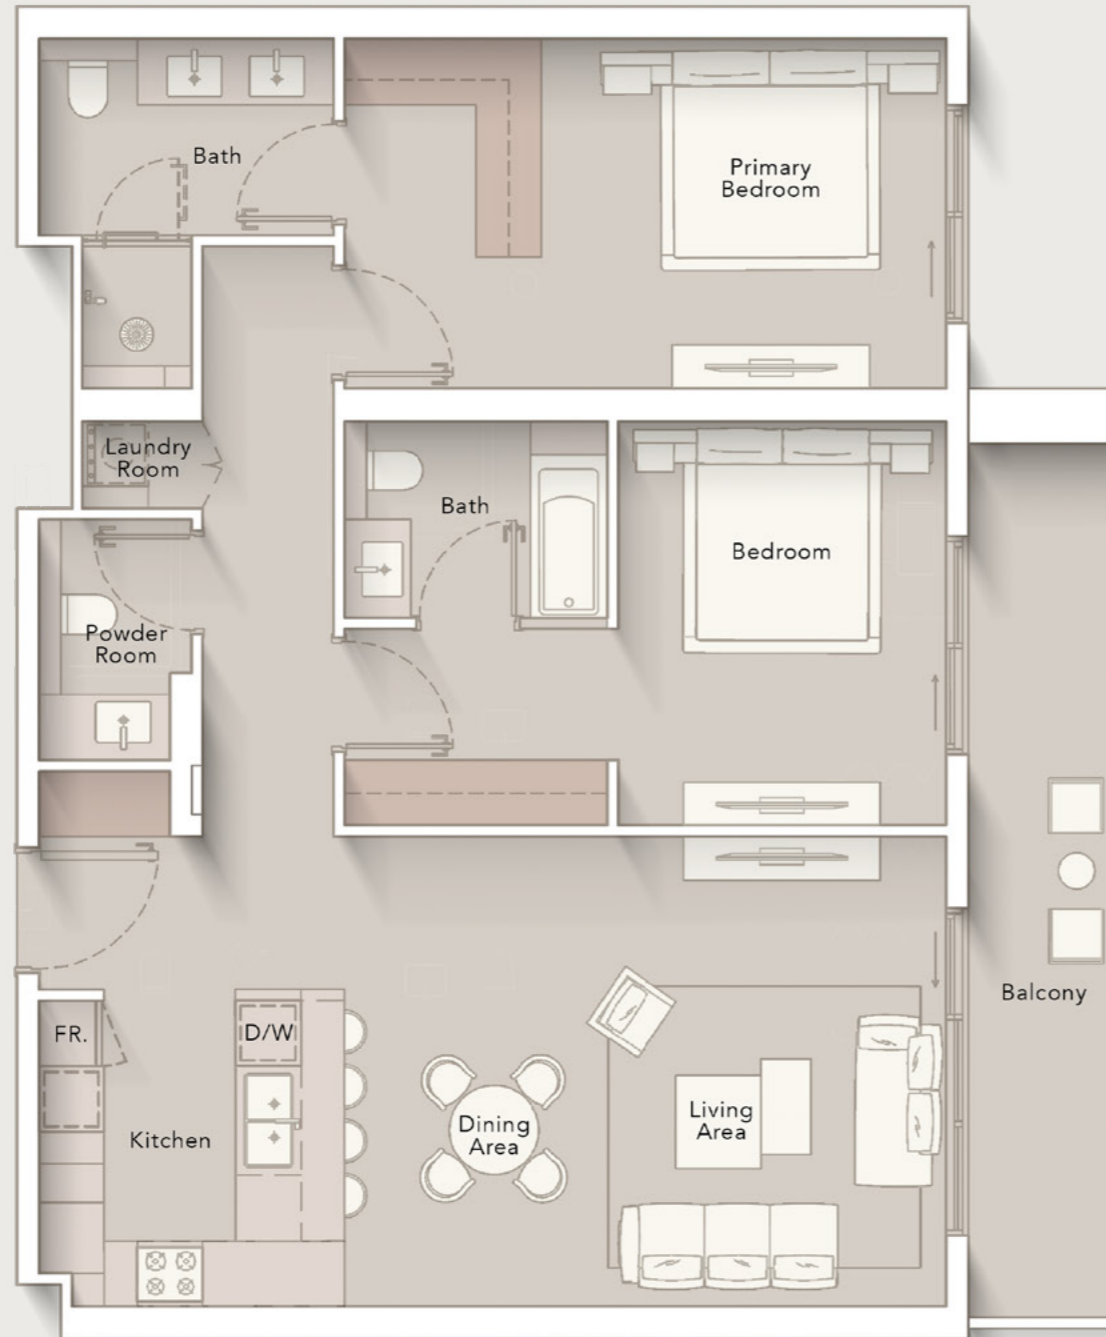 Bath
Primary
Bedroom
Laundry
Room
Bath
Bedroom
Powder
Room
Balcony
FR.
D/W
Kitchen
Dining
Area
Living
Area